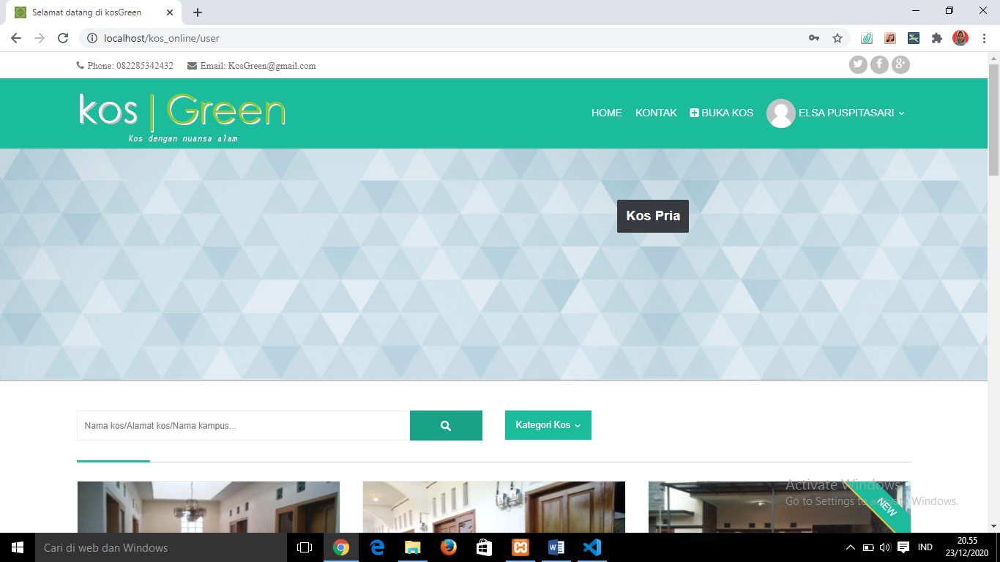 Selamat datang di kosGreen
localhost/kos_online/user
Phone: 082285342432 Email: KosGreen@gmail.com
kos | Green
Kos dengan nuansa alam
HOME KONTAK BUKA KOS ELSA PUSPITASARI
Kos Pria
Nama kos/Alamat kos/Nama kampus...
Kategori Kos
NEW
Activate Windows
Go to Settings to activate Windows.
Cari di web dan Windows
IND
20.55
23/12/2020